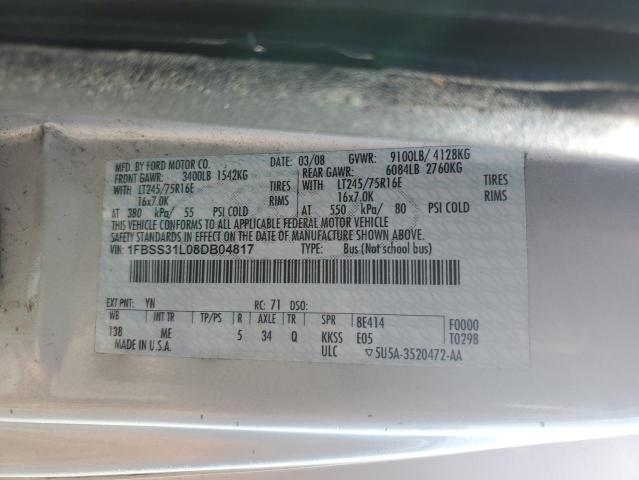 MFD. BY FORD MOTOR CO.
DATE: 03/08 GVWR: 9100LB/ 4128KG
FRONT GAWR: 3400LB 1542KG
REAR GAWR: 6084LB 2760KG
WITH LT245/75R16E TIRES
WITH LT245/75R16E TIRES
16x7.0K RIMS
16x7.0K RIMS
AT 380 kPa/ 55 PSI COLD
AT 550 kPa/ 80 PSI COLD
THIS VEHICLE CONFORMS TO ALL APPLICABLE FEDERAL MOTOR VEHICLE
SAFETY STANDARDS IN EFFECT ON THE DATE OF MANUFACTURE SHOWN ABOVE.
VIN: 1FBSS31L08DB04817 TYPE: Bus (Not school bus)
EXT PNT: YN RC: 71 DSO:
WB INT TR TP/PS R AXLE TR SPR 8E414 F0000
138 ME 5 34 Q KKSS E05 T0298
MADE IN U.S.A. ULC ▽5U5A-3520472-AA